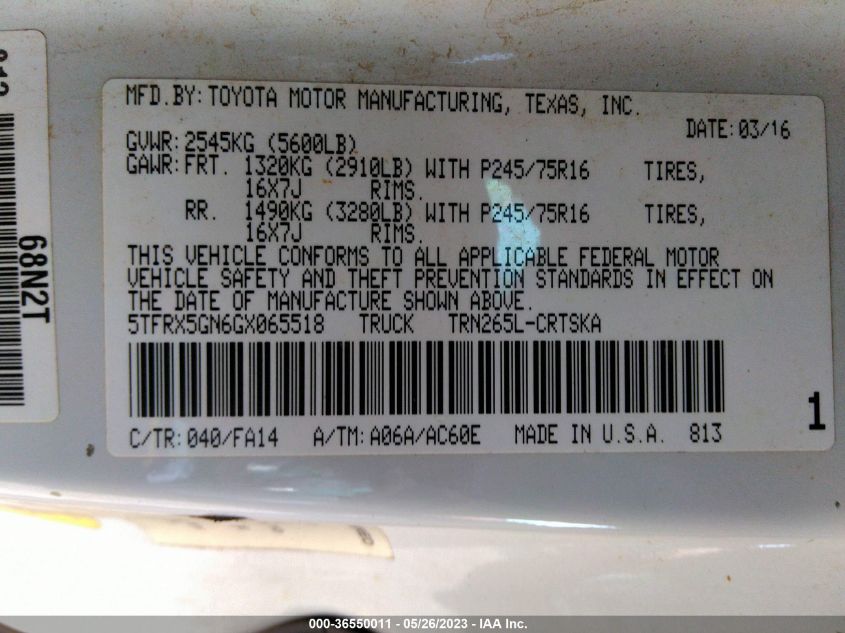 MFD.BY: TOYOTA MOTOR MANUFACTURING, TEXAS, INC.
DATE: 03/16
GVWR: 2545KG (5600LB)
GAWR: FRT. 1320KG (2910LB) WITH P245/75R16 TIRES,
16X7J RIMS.
RR. 1490KG (3280LB) WITH P245/75R16 TIRES,
16X7J RIMS.
THIS VEHICLE CONFORMS TO ALL APPLICABLE FEDERAL MOTOR
VEHICLE SAFETY AND THEFT PREVENTION STANDARDS IN EFFECT ON
THE DATE OF MANUFACTURE SHOWN ABOVE.
5TFRX5GN6GX065518 TRUCK TRN265L-CRTSKA
1
C/TR: 040/FA14 A/TM: A06A/AC60E MADE IN U.S.A. 813
68N2T
000-36550011 - 05/26/2023 - IAA Inc.